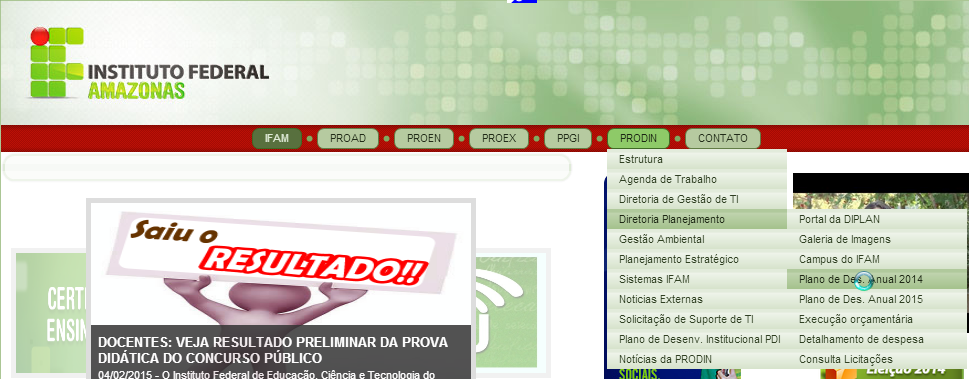 INSTITUTO FEDERAL
AMAZONAS
IFAM
PROAD
PROEN
PROEX
PPGI
PRODIN
CONTATO
Estrutura
Agenda de Trabalho
Diretoria de Gestão de TI
Diretoria Planejamento
Gestão Ambiental
Planejamento Estratégico
Sistemas IFAM
Noticias Externas
Solicitação de Suporte de TI
Plano de Desenv. Institucional PDI
Notícias da PRODIN
Portal da DIPLAN
Galeria de Imagens
Campus do IFAM
Plano de Des. Anual 2014
Plano de Des. Anual 2015
Execução orçamentária
Detalhamento de despesa
Consulta Licitações
Saiu o
RESULTADO!!
CERT
ENSIN
DOCENTES: VEJA RESULTADO PRELIMINAR DA PROVA
DIDÁTICA DO CONCURSO PÚBLICO
04/02/2015 - O Instituto Federal de Educação, Ciência e Tecnologia do
SOCIAIS
Eleição 2014